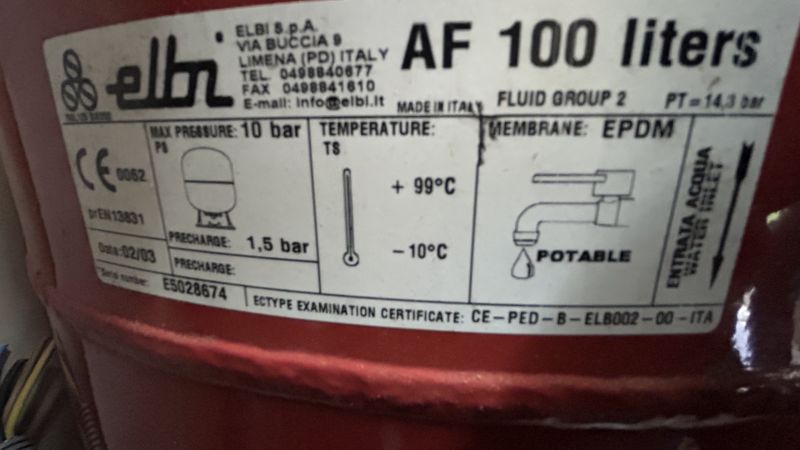 elbi
ELBI S.p.A.
VIA BUCCIA 9
LIMENA (PD) ITALY
TEL. 0498840677
FAX 0498841610
E-mail: info@elbi.it
AF 100 liters
MADE IN ITALY
FLUID GROUP 2
PT=14,3 bar
CE 0062
prEN13831
Data:02/03
Serial number:
E5028674
MAX PRESSURE: 10 bar
PS
PRECHARGE: 1,5 bar
PRECHARGE:
TEMPERATURE:
TS
+ 99°C
-10°C
MEMBRANE: EPDM
POTABLE
ENTRATA ACQUA
WATER INLET
ECTYPE EXAMINATION CERTIFICATE: CE-PED-B-ELB002-00-ITA